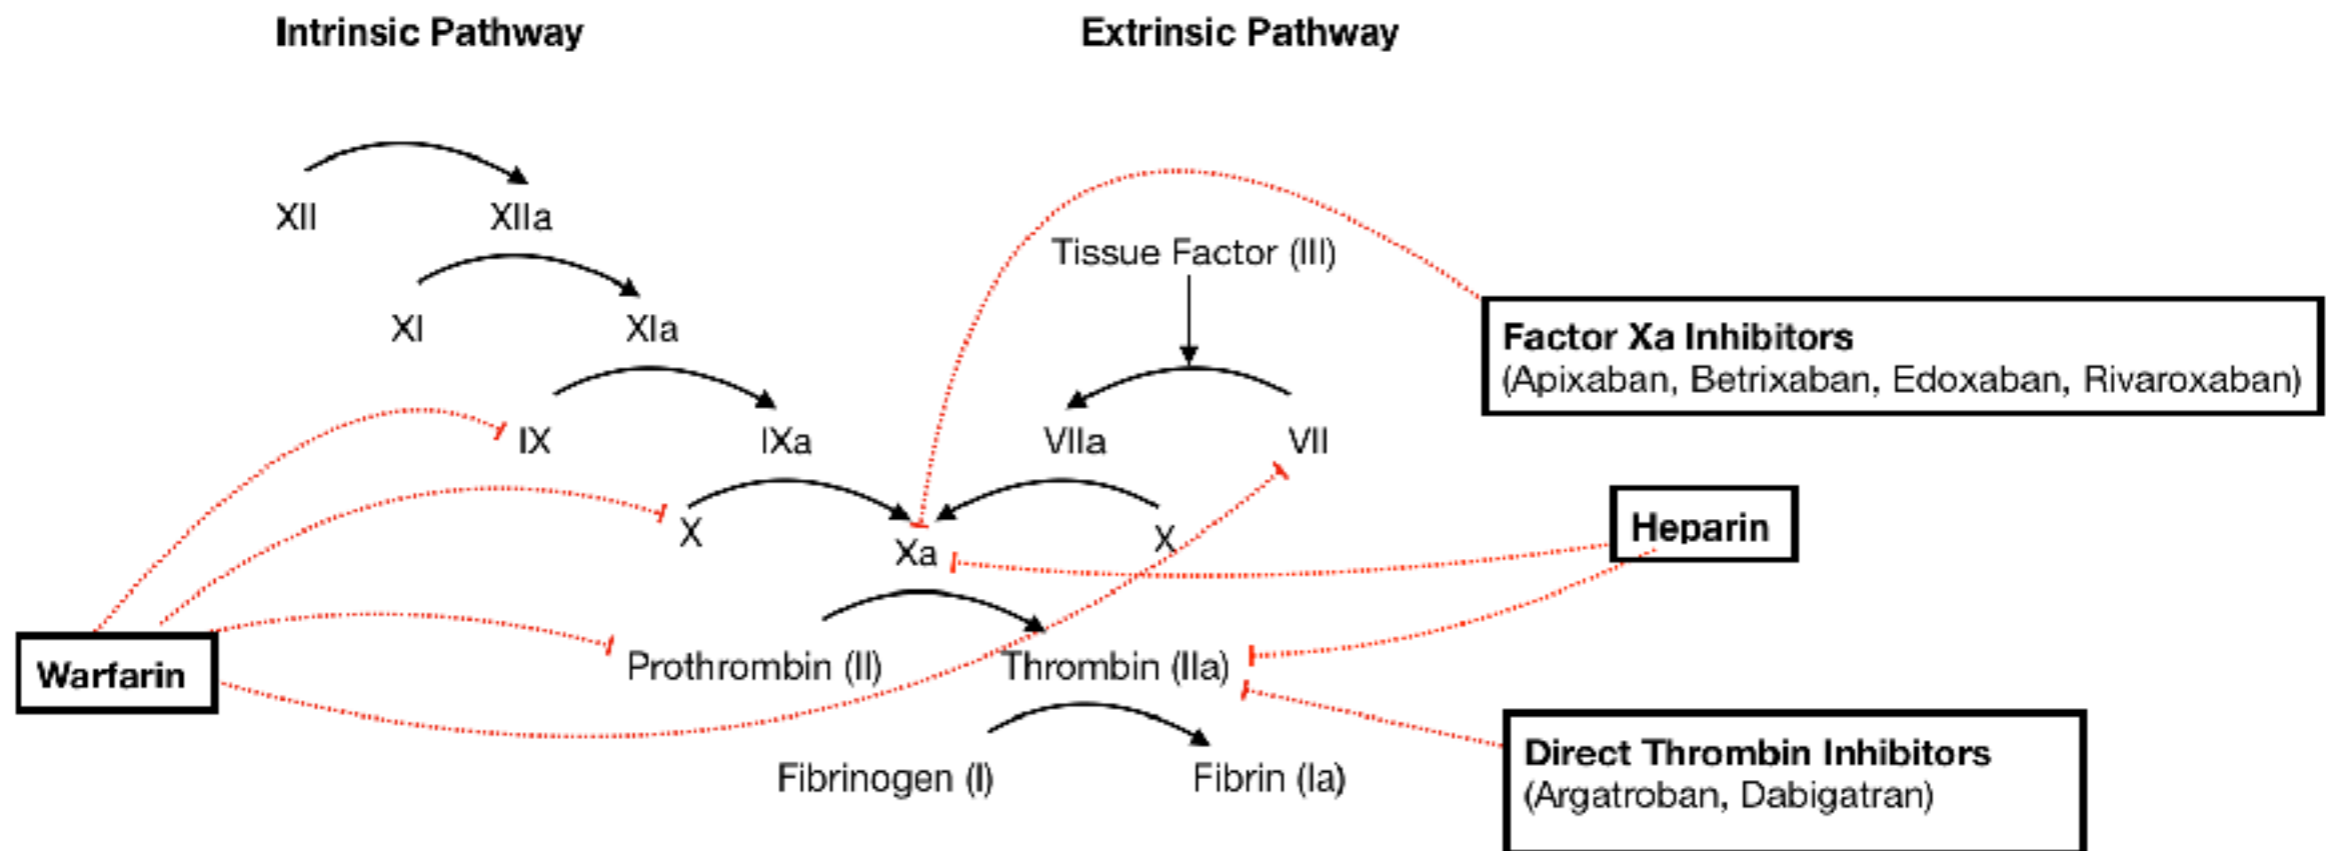 Intrinsic Pathway
Extrinsic Pathway
XII
XIIa
Tissue Factor (III)
XI
XIa
Factor Xa Inhibitors
(Apixaban, Betrixaban, Edoxaban, Rivaroxaban)
IX
IXa
VIIa
VII
X
Xa
X
Heparin
Warfarin
Prothrombin (II)
Thrombin (IIa)
Fibrinogen (I)
Fibrin (Ia)
Direct Thrombin Inhibitors
(Argatroban, Dabigatran)